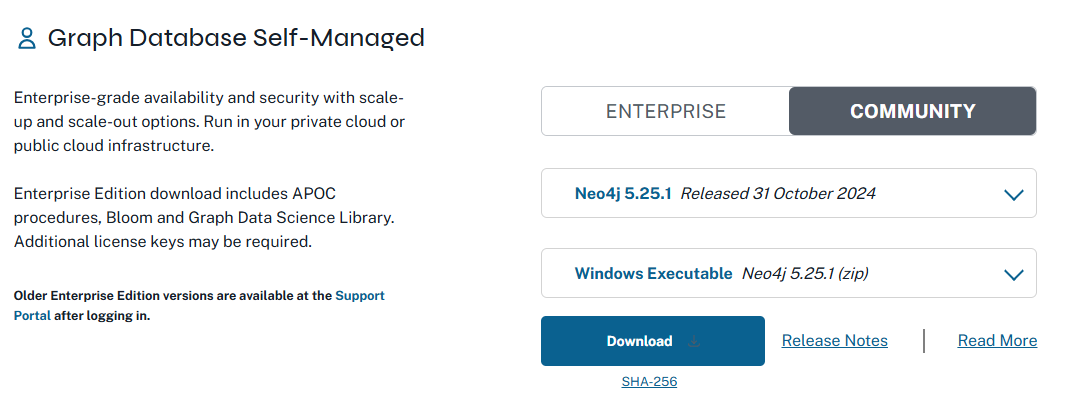 Graph Database Self-Managed
Enterprise-grade availability and security with scale-
up and scale-out options. Run in your private cloud or
public cloud infrastructure.
Enterprise Edition download includes APOC
procedures, Bloom and Graph Data Science Library.
Additional license keys may be required.
Older Enterprise Edition versions are available at the Support
Portal after logging in.
ENTERPRISE
COMMUNITY
Neo4j 5.25.1 Released 31 October 2024
Windows Executable Neo4j 5.25.1 (zip)
Download
Release Notes
Read More
SHA-256